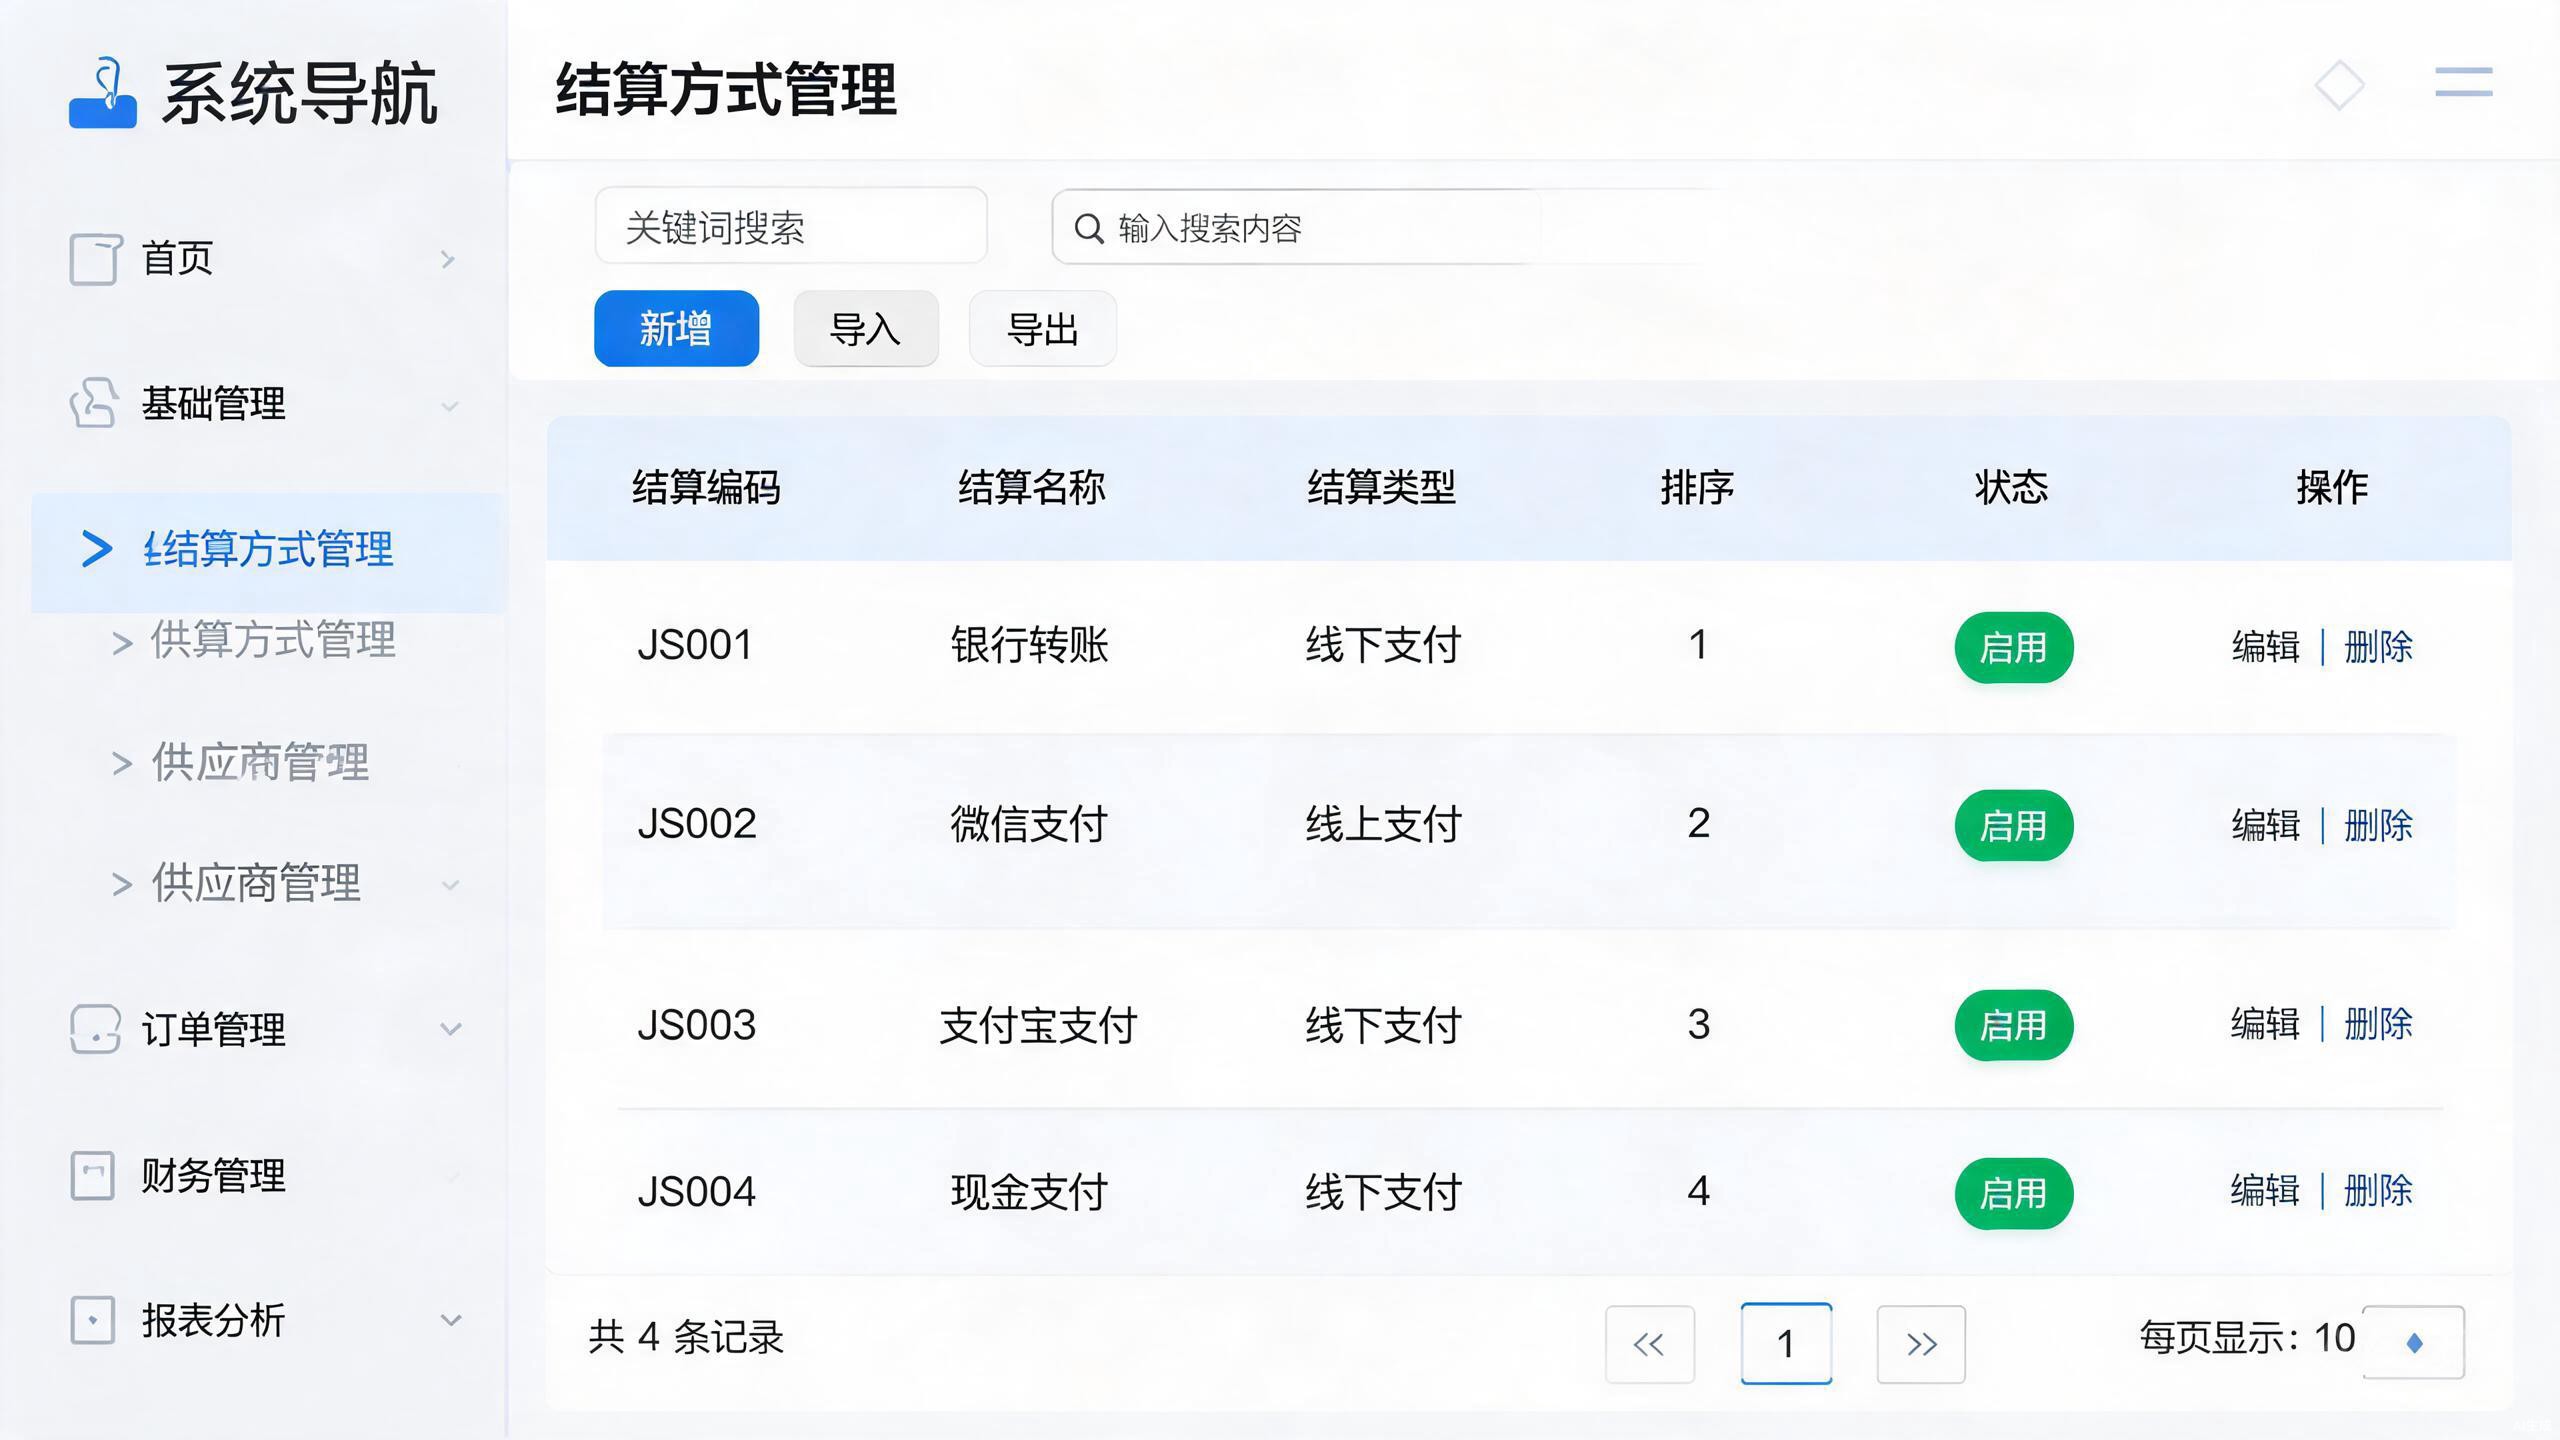 系统导航
首页
基础管理
结算方式管理
供算方式管理
供应商管理
供应商管理
订单管理
财务管理
报表分析
结算方式管理
关键词搜索
输入搜索内容
新增 导入 导出
结算编码 结算名称 结算类型 排序 状态 操作
JS001 银行转账 线下支付 1 启用 编辑 | 删除
JS002 微信支付 线上支付 2 启用 编辑 | 删除
JS003 支付宝支付 线下支付 3 启用 编辑 | 删除
JS004 现金支付 线下支付 4 启用 编辑 | 删除
共 4 条记录
<< 1 >>
每页显示：10